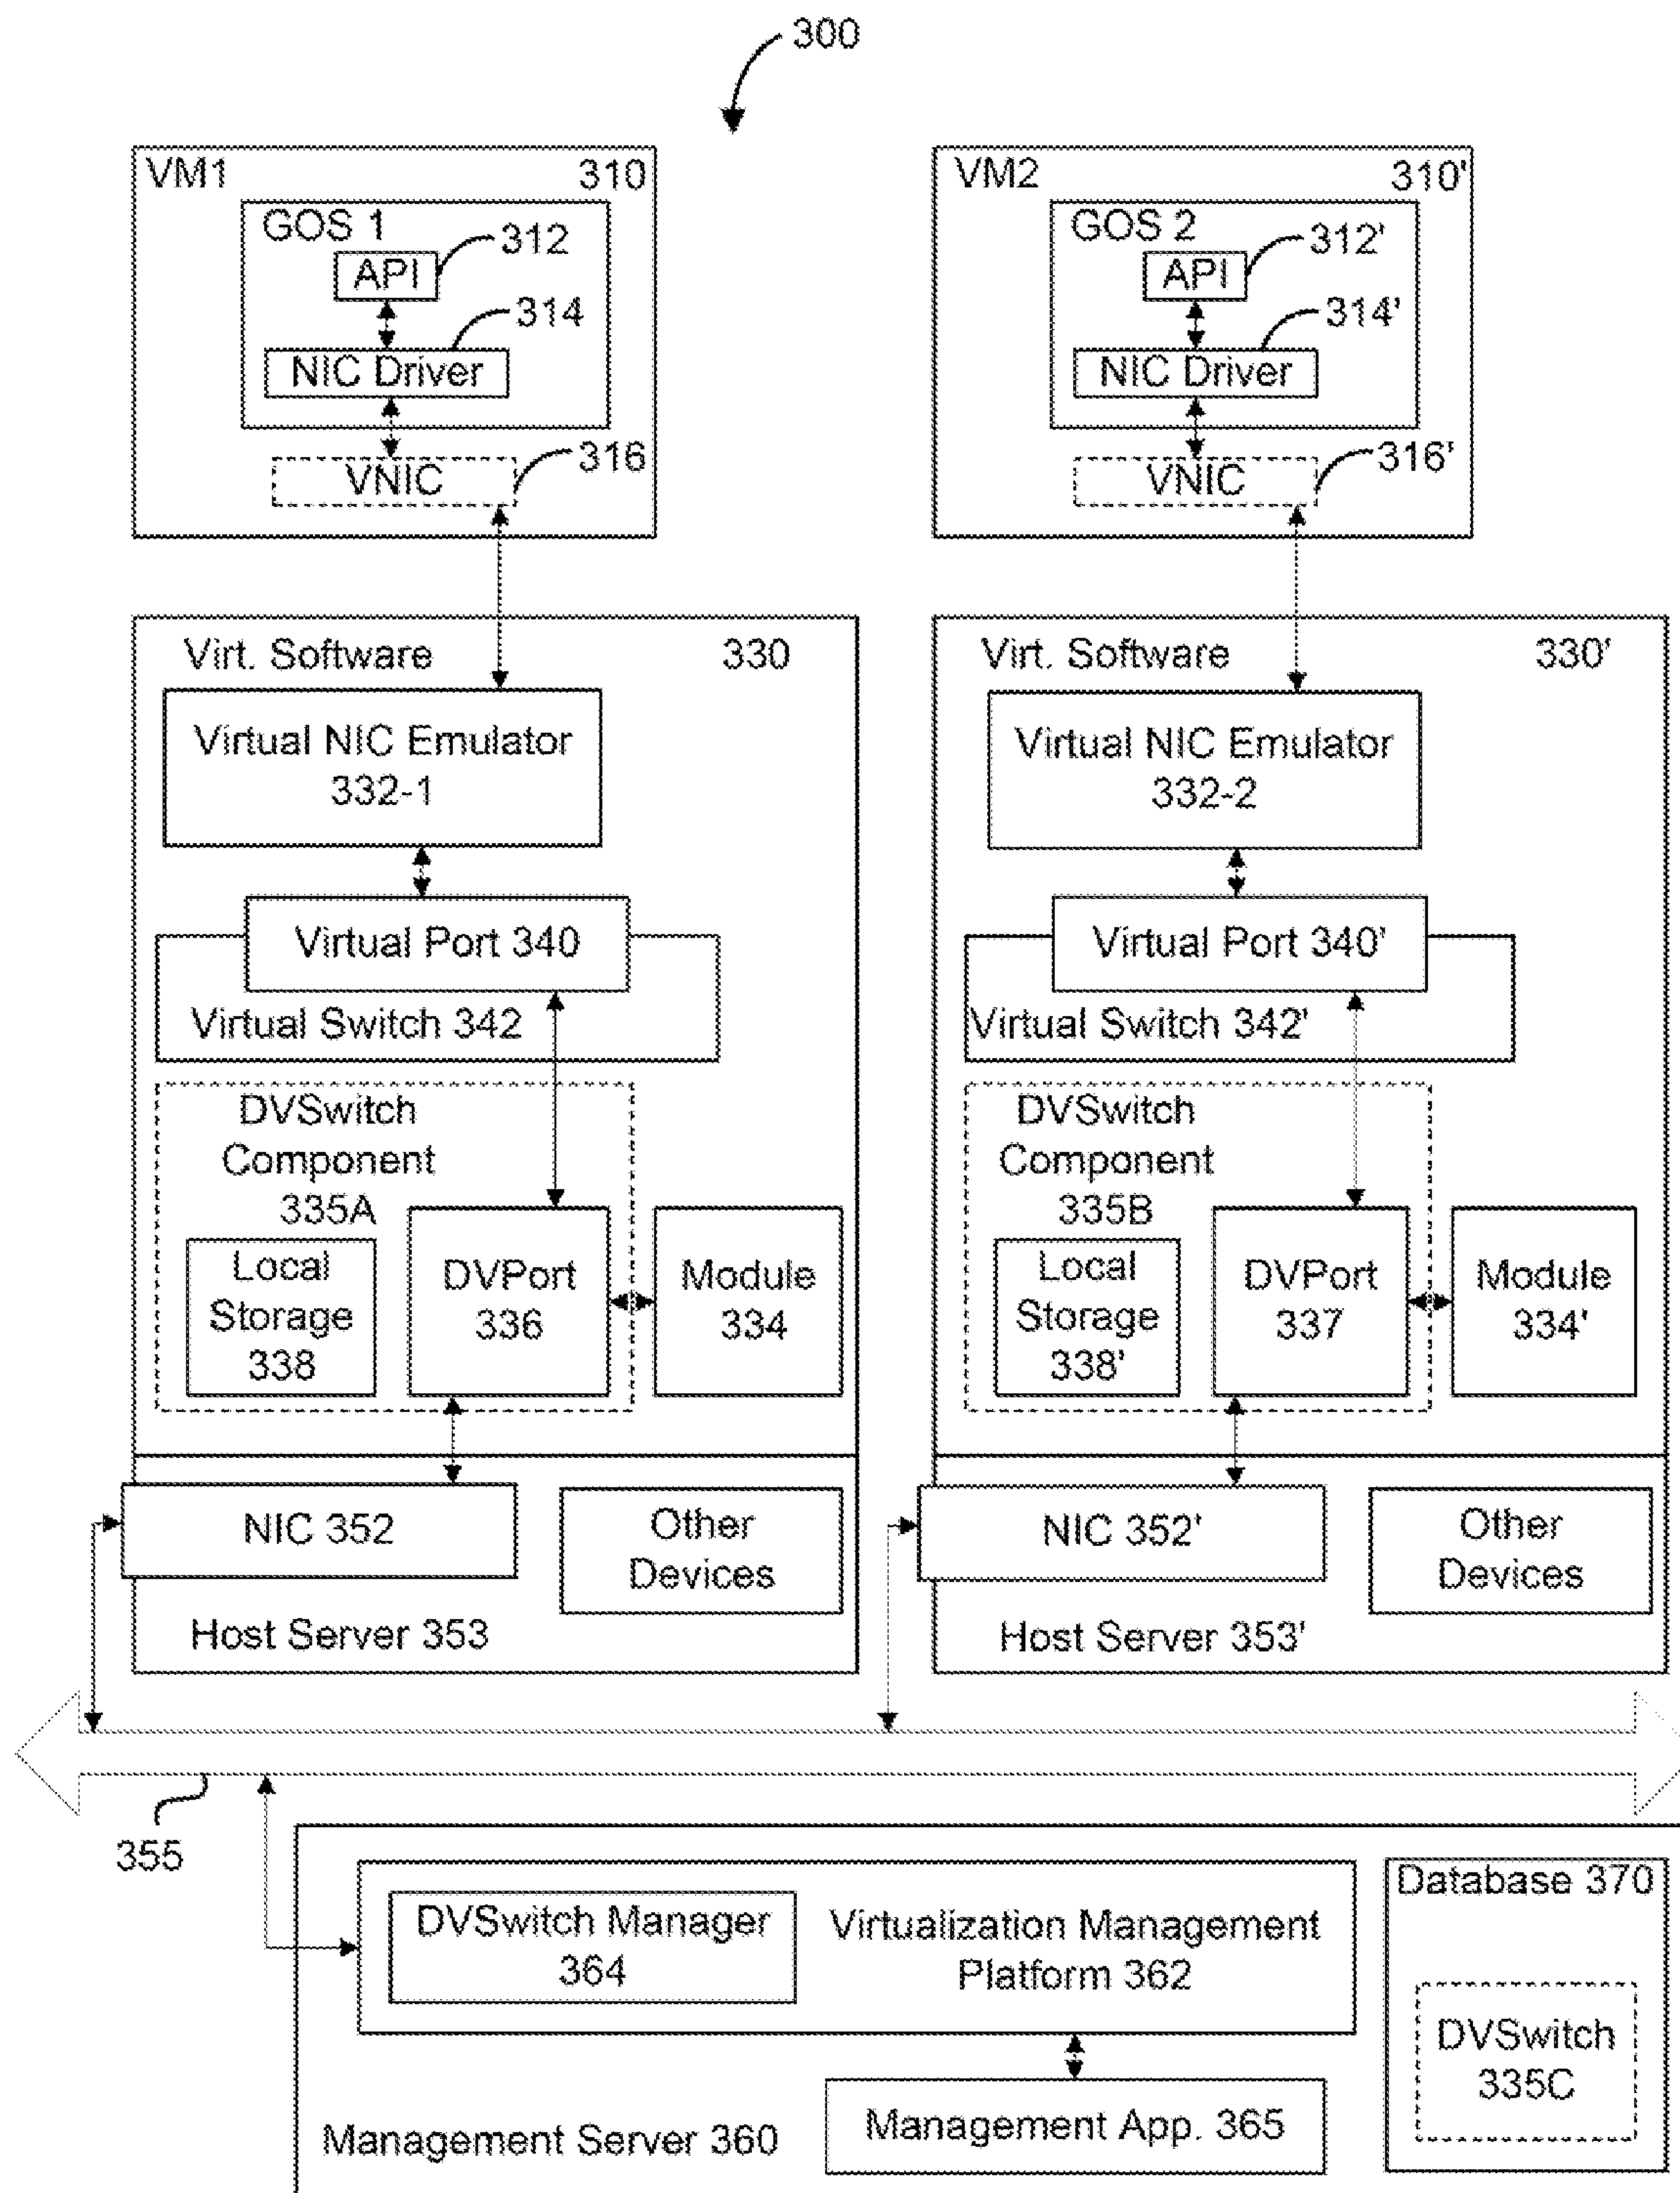 300
VM1 310
GOS 1
312
API
314
NIC Driver
316
VNIC
VM2 310'
GOS 2
312'
API
314'
NIC Driver
316'
VNIC
Virt. Software 330
Virtual NIC Emulator
332-1
Virtual Port 340
Virtual Switch 342
DVSwitch
Component
335A
Local
Storage
338
DVPort
336
Module
334
NIC 352
Other
Devices
Host Server 353
Virt. Software 330'
Virtual NIC Emulator
332-2
Virtual Port 340'
Virtual Switch 342'
DVSwitch
Component
335B
Local
Storage
338'
DVPort
337
Module
334'
NIC 352'
Other
Devices
Host Server 353'
355
DVSwitch Manager
364
Virtualization Management
Platform 362
Management App. 365
Management Server 360
Database 370
DVSwitch
335C